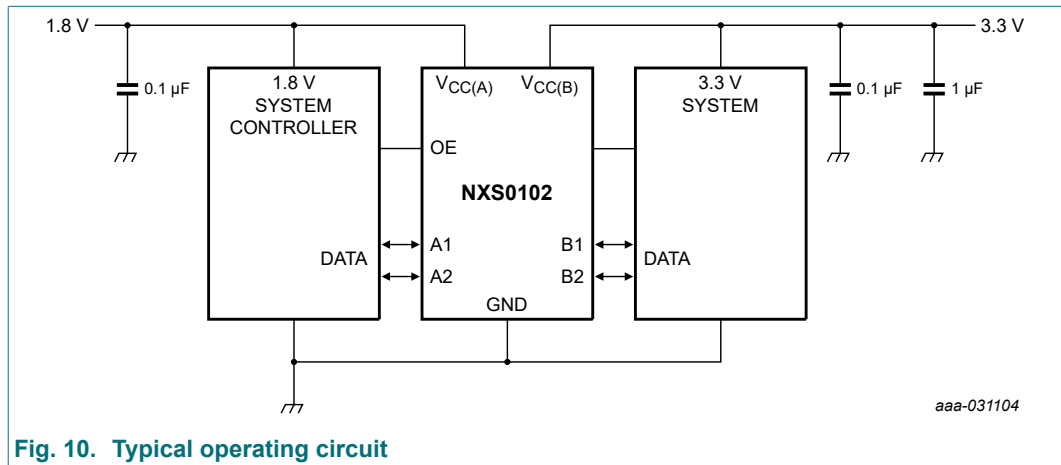 1.8 V
3.3 V
0.1 µF
1.8 V
SYSTEM
CONTROLLER
VCC(A)
VCC(B)
3.3 V
SYSTEM
0.1 µF
1 µF
OE
NXS0102
DATA
A1
A2
B1
B2
DATA
GND
aaa-031104
Fig. 10. Typical operating circuit